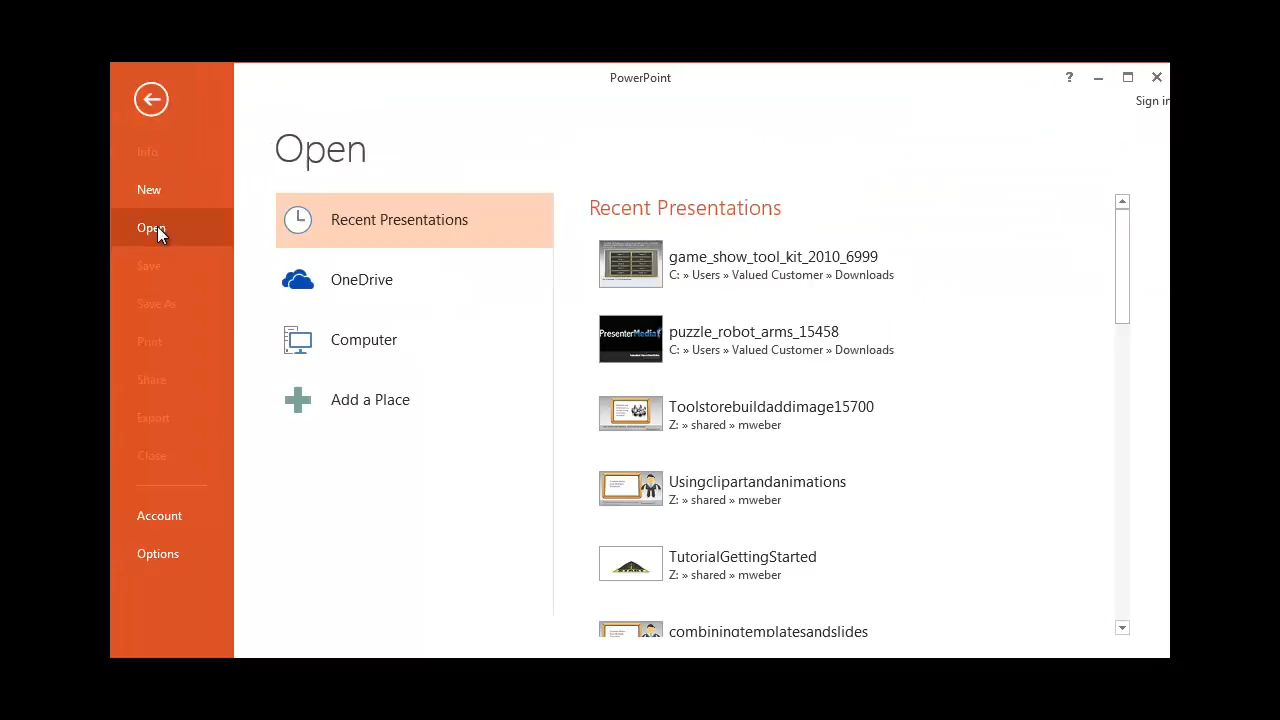 PowerPoint
?
Sign in
Info
New
Open
Save
Save As
Print
Share
Export
Close
Account
Options
Open
Recent Presentations
OneDrive
Computer
Add a Place
Recent Presentations
game_show_tool_kit_2010_6999
C: » Users » Valued Customer » Downloads
PresenterMedia
puzzle_robot_arms_15458
C: » Users » Valued Customer » Downloads
Toolstorebuildaddimage15700
Z: » shared » mweber
Usingclipartandanimations
Z: » shared » mweber
TutorialGettingStarted
Z: » shared » mweber
combiningtemplatesandslides